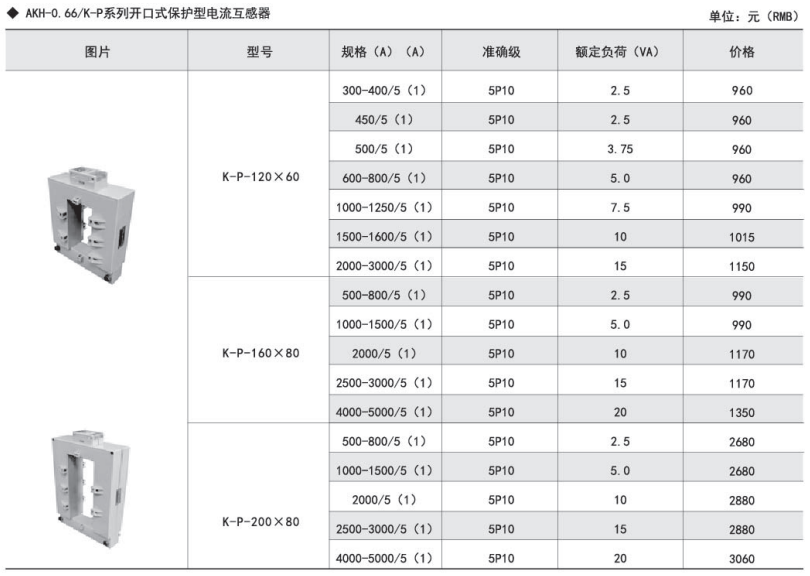 ◆ AKH-0.66/K-P系列开口式保护型电流互感器 单位：元（RMB）
图片 型号 规格（A）（A） 准确级 额定负荷（VA） 价格
300-400/5（1） 5P10 2.5 960
450/5（1） 5P10 2.5 960
500/5（1） 5P10 3.75 960
K-P-120×60 600-800/5（1） 5P10 5.0 960
1000-1250/5（1） 5P10 7.5 990
1500-1600/5（1） 5P10 10 1015
2000-3000/5（1） 5P10 15 1150
500-800/5（1） 5P10 2.5 990
1000-1500/5（1） 5P10 5.0 990
K-P-160×80 2000/5（1） 5P10 10 1170
2500-3000/5（1） 5P10 15 1170
4000-5000/5（1） 5P10 20 1350
500-800/5（1） 5P10 2.5 2680
1000-1500/5（1） 5P10 5.0 2680
2000/5（1） 5P10 10 2880
K-P-200×80 2500-3000/5（1） 5P10 15 2880
4000-5000/5（1） 5P10 20 3060